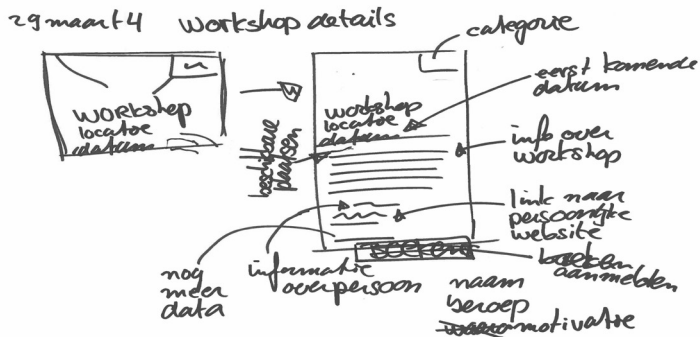 29 maart 4 workshop details
categorie
workshop
locatie
datum
workshop
locatie
datum
eerst komende
datum
beschikbare
plaatsen
info over
workshop
link naar
persoonlijke
website
boeken
boeken
aanmelden
nog
meer
data
informatie
over persoon
naam
beroep
motivatie